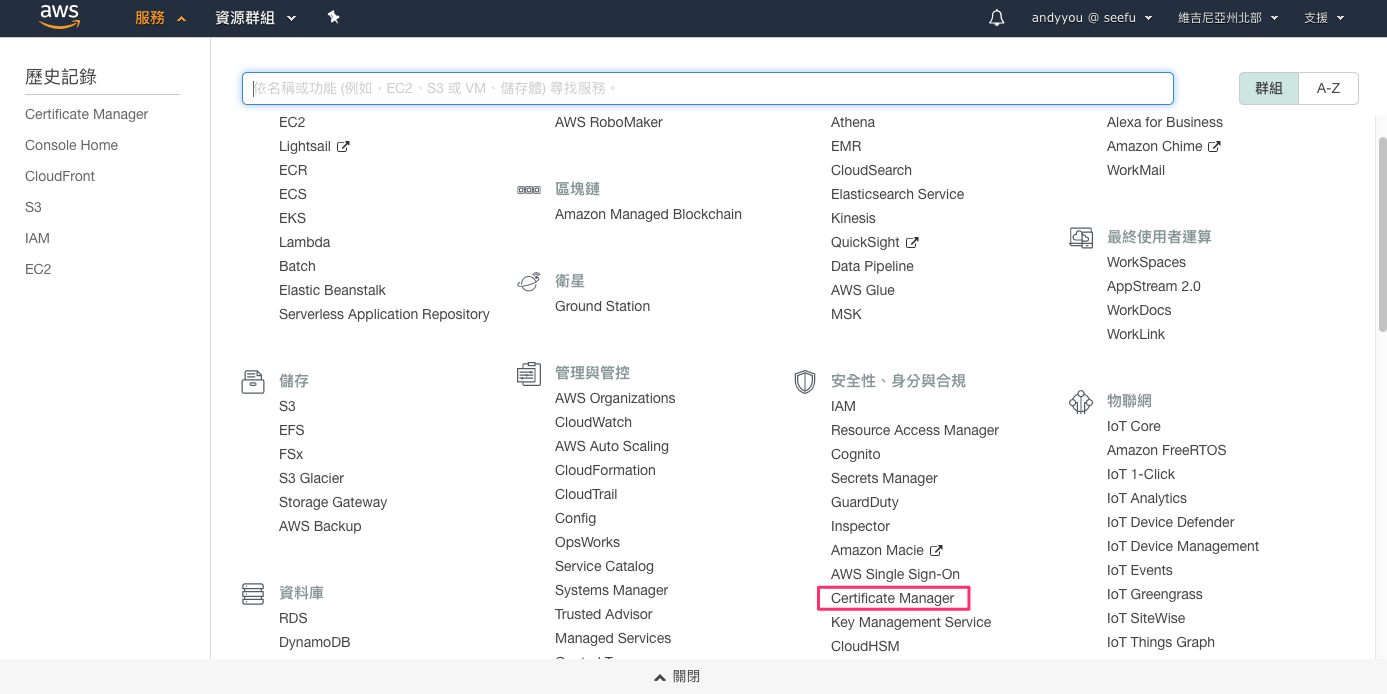 aws
服務
資源群組
andyyou @ seefu
維吉尼亞州北部
支援
歷史記錄
Certificate Manager
Console Home
CloudFront
S3
IAM
EC2
依名稱或功能 (例如，EC2、S3 或 VM、儲存體) 尋找服務。
群組
A-Z
EC2
Lightsail
ECR
ECS
EKS
Lambda
Batch
Elastic Beanstalk
Serverless Application Repository
儲存
S3
EFS
FSx
S3 Glacier
Storage Gateway
AWS Backup
資料庫
RDS
DynamoDB
AWS RoboMaker
區塊鏈
Amazon Managed Blockchain
衛星
Ground Station
管理與管控
AWS Organizations
CloudWatch
AWS Auto Scaling
CloudFormation
CloudTrail
Config
OpsWorks
Service Catalog
Systems Manager
Trusted Advisor
Managed Services
Athena
EMR
CloudSearch
Elasticsearch Service
Kinesis
QuickSight
Data Pipeline
AWS Glue
MSK
安全性、身分與合規
IAM
Resource Access Manager
Cognito
Secrets Manager
GuardDuty
Inspector
Amazon Macie
AWS Single Sign-On
Certificate Manager
Key Management Service
CloudHSM
Alexa for Business
Amazon Chime
WorkMail
最終使用者運算
WorkSpaces
AppStream 2.0
WorkDocs
WorkLink
物聯網
IoT Core
Amazon FreeRTOS
IoT 1-Click
IoT Analytics
IoT Device Defender
IoT Device Management
IoT Events
IoT Greengrass
IoT SiteWise
IoT Things Graph
關閉